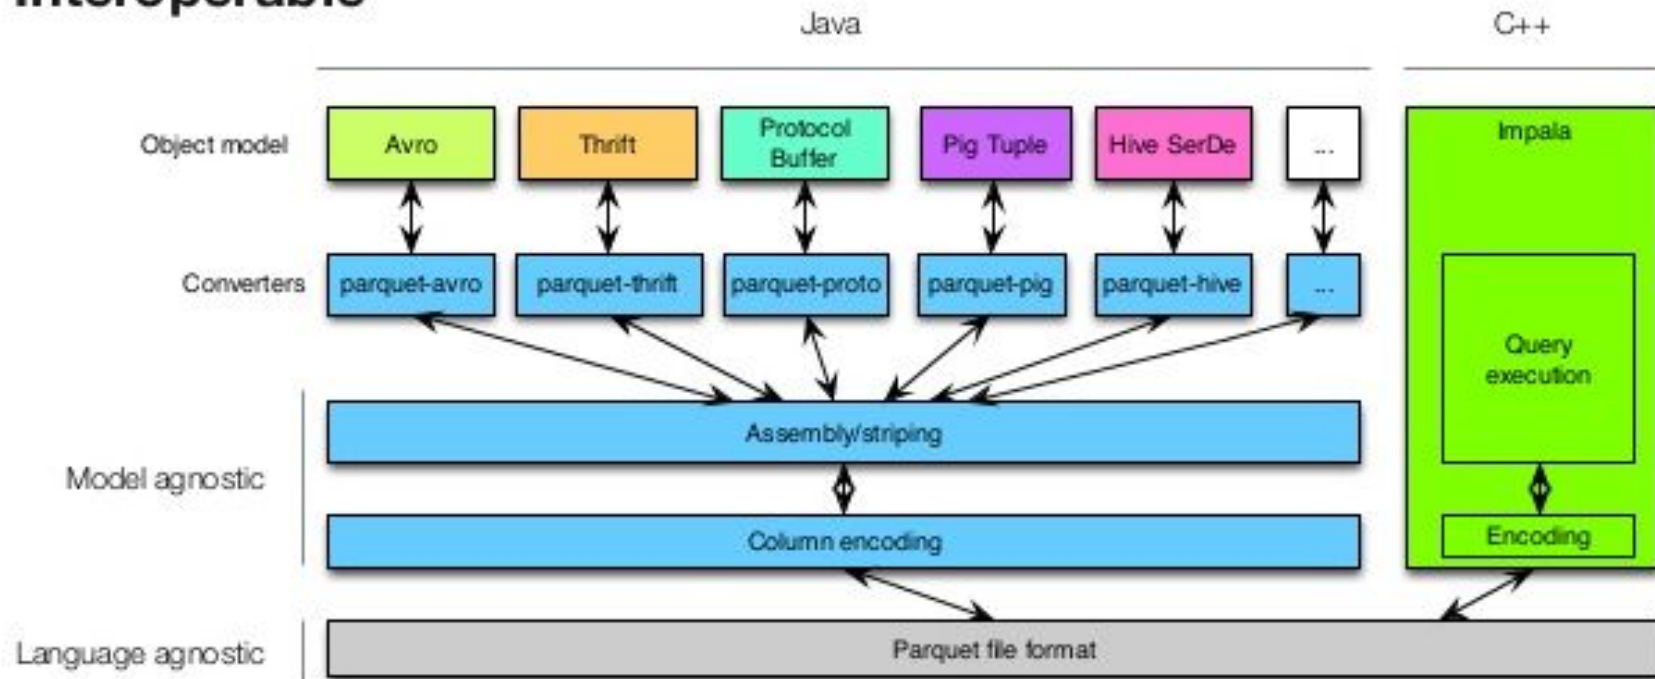 Interoperable
Java
C++
Object model
Avro
Thrift
Protocol
Buffer
Pig Tuple
Hive SerDe
...
Impala
Converters
parquet-avro
parquet-thrift
parquet-proto
parquet-pig
parquet-hive
...
Query
execution
Assembly/striping
Model agnostic
Column encoding
Encoding
Language agnostic
Parquet file format